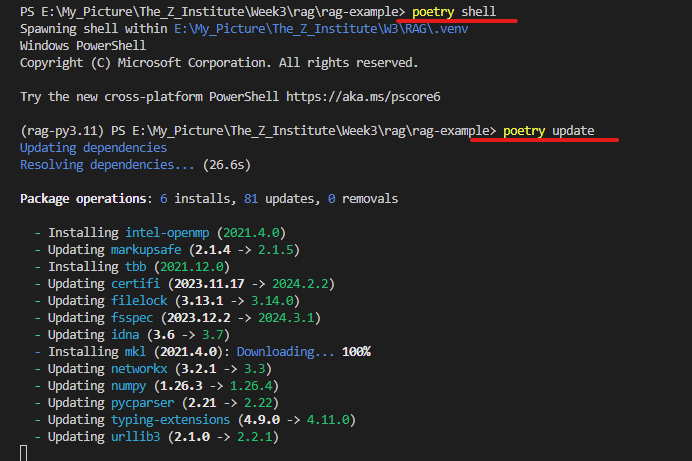 PS E:\My_Picture\The_Z_Institute\Week3\rag\rag-example> poetry shell
Spawning shell within E:\My_Picture\The_Z_Institute\W3\RAG\.venv
Windows PowerShell
Copyright (C) Microsoft Corporation. All rights reserved.
Try the new cross-platform PowerShell https://aka.ms/pscore6
(rag-py3.11) PS E:\My_Picture\The_Z_Institute\Week3\rag\rag-example> poetry update
Updating dependencies
Resolving dependencies... (26.6s)
Package operations: 6 installs, 81 updates, 0 removals
- Installing intel-openmp (2021.4.0)
- Updating markupsafe (2.1.4 -> 2.1.5)
- Installing tbb (2021.12.0)
- Updating certifi (2023.11.17 -> 2024.2.2)
- Updating filelock (3.13.1 -> 3.14.0)
- Updating fsspec (2023.12.2 -> 2024.3.1)
- Updating idna (3.6 -> 3.7)
- Installing mkl (2021.4.0): Downloading... 100%
- Updating networkx (3.2.1 -> 3.3)
- Updating numpy (1.26.3 -> 1.26.4)
- Updating pycparser (2.21 -> 2.22)
- Updating typing-extensions (4.9.0 -> 4.11.0)
- Updating urllib3 (2.1.0 -> 2.2.1)